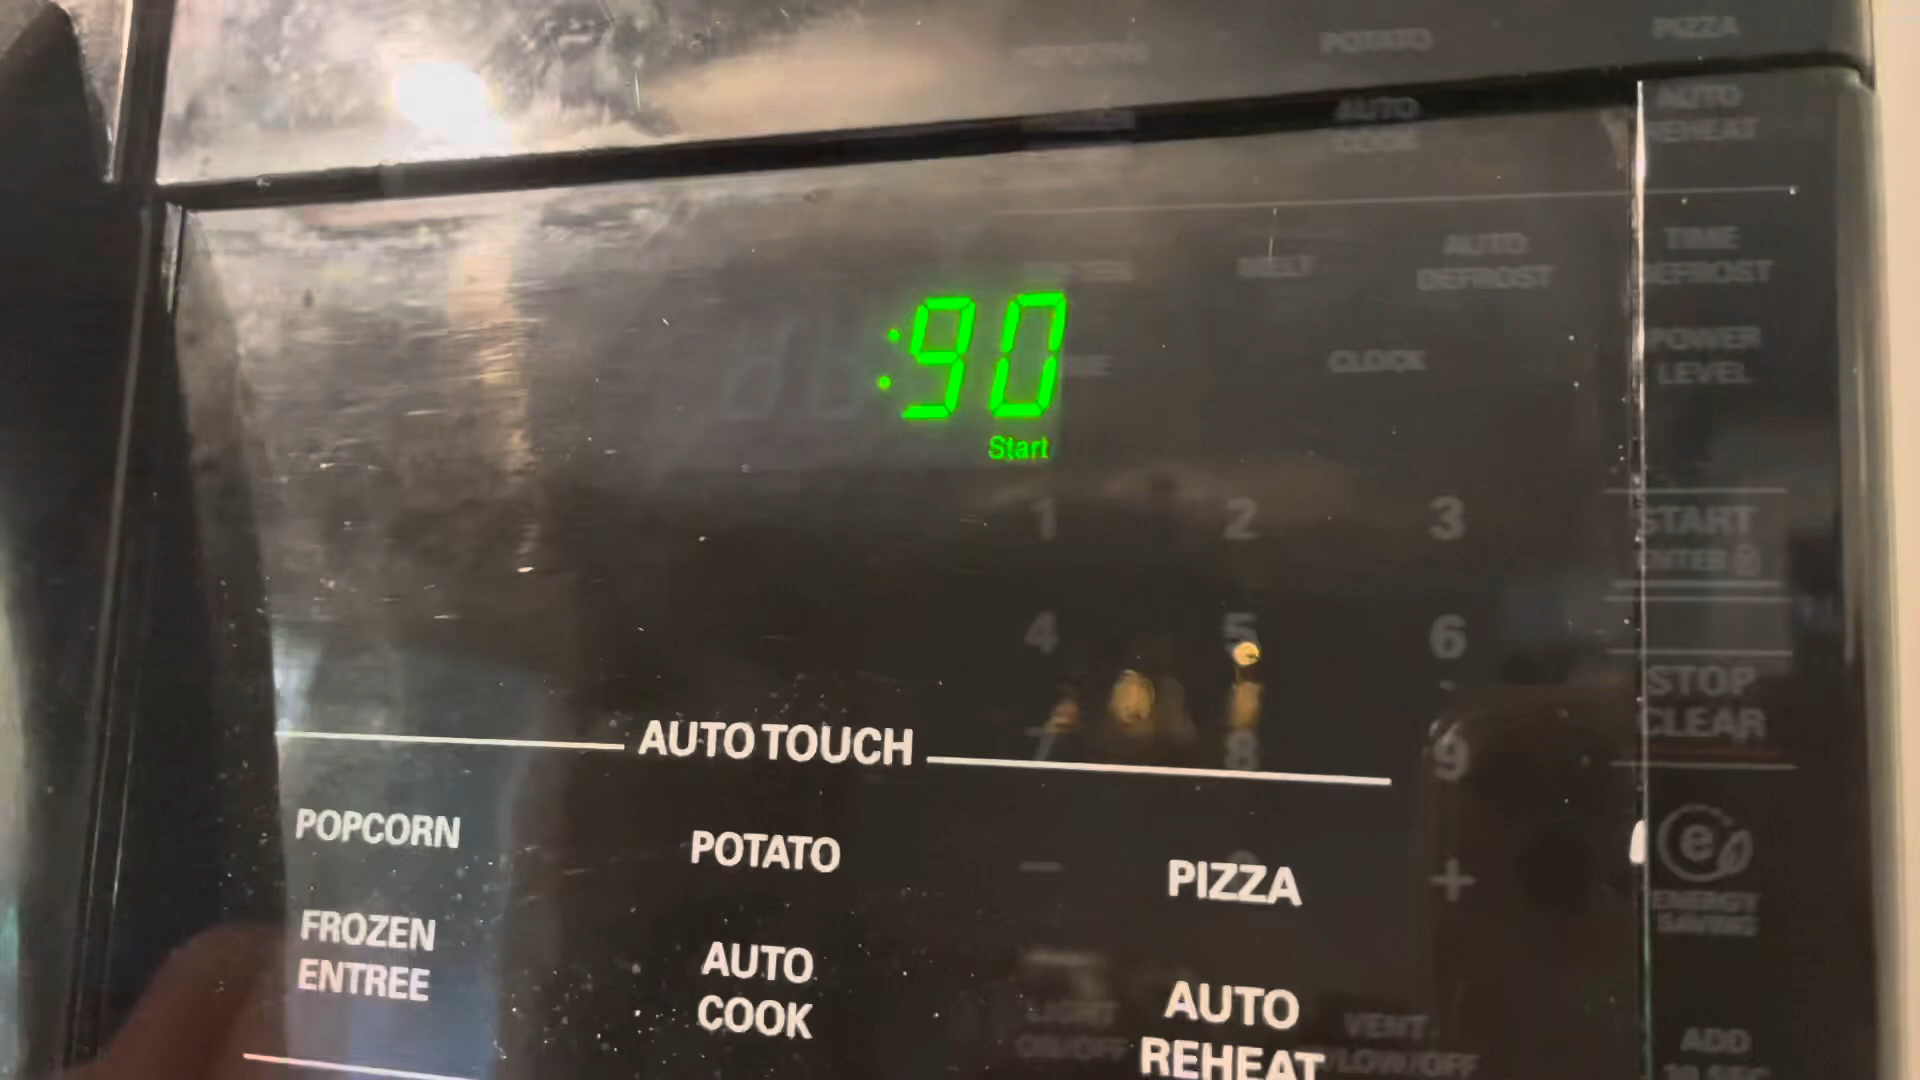 POTATO
PIZZA
AUTO
COOK
AUTO
REHEAT
MELT
AUTO
DEFROST
TIME
DEFROST
:90
Start
CLOCK
POWER
LEVEL
1 2 3
START
ENTER
4 5 6
STOP
CLEAR
7 8 9
AUTO TOUCH
POPCORN
POTATO
PIZZA
- +
e
ENERGY
SAVING
FROZEN
ENTREE
AUTO
COOK
AUTO
REHEAT
LIGHT
ON/OFF
VENT
/LOW/OFF
ADD
30 SEC